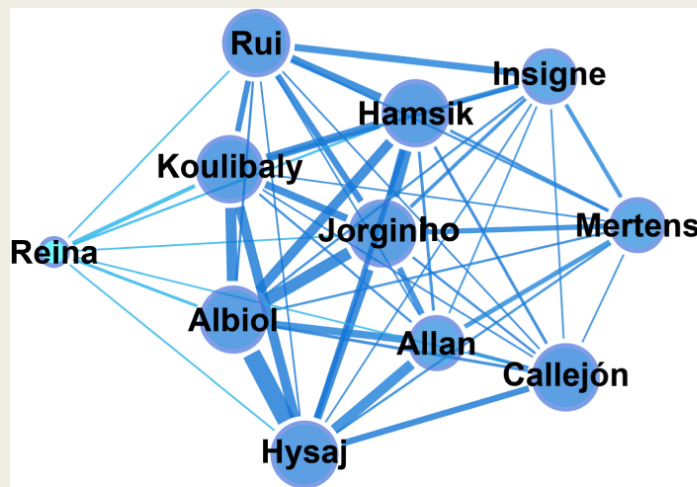 Rui
Insigne
Hamsik
Koulibaly
Jorginho
Mertens
Reina
Albiol
Allan
Callejón
Hysaj